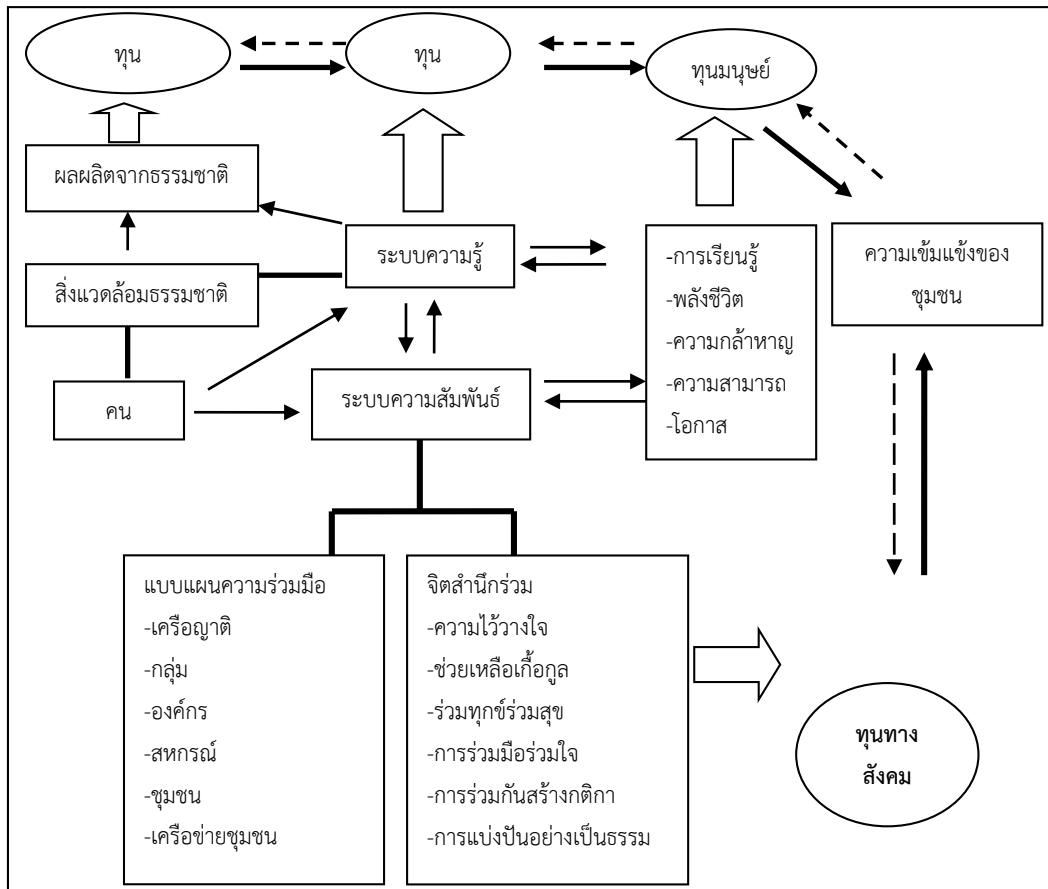 ทุน
ทุน
ทุนมนุษย์
ผลผลิตจากธรรมชาติ
ระบบความรู้
-การเรียนรู้
-พลังชีวิต
-ความกล้าหาญ
-ความสามารถ
-โอกาส
ความเข้มแข้งของ
ชุมชน
สิ่งแวดล้อมธรรมชาติ
คน
ระบบความสัมพันธ์
แบบแผนความร่วมมือ
-เครือญาติ
-กลุ่ม
-องค์กร
-สหกรณ์
-ชุมชน
-เครือข่ายชุมชน
จิตสำนึกร่วม
-ความไว้วางใจ
-ช่วยเหลือเกื้อกูล
-ร่วมทุกข์ร่วมสุข
-การร่วมมือร่วมใจ
-การร่วมกันสร้างกติกา
-การแบ่งปันอย่างเป็นธรรม
ทุนทาง
สังคม